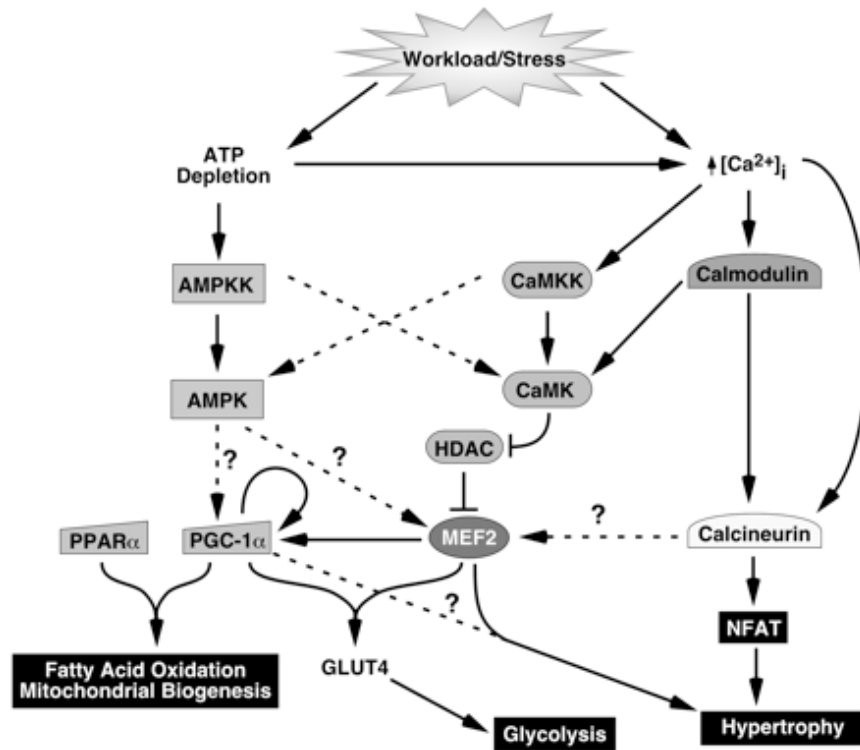 Workload/Stress
ATP
Depletion
[Ca²⁺]i
AMPKK
CaMKK
Calmodulin
AMPK
CaMK
HDAC
?
?
PPARα
PGC-1α
MEF2
?
Calcineurin
?
NFAT
Fatty Acid Oxidation
Mitochondrial Biogenesis
GLUT4
Glycolysis
Hypertrophy